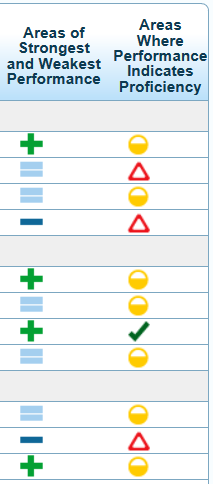 Areas of
Strongest
and Weakest
Performance
Areas
Where
Performance
Indicates
Proficiency